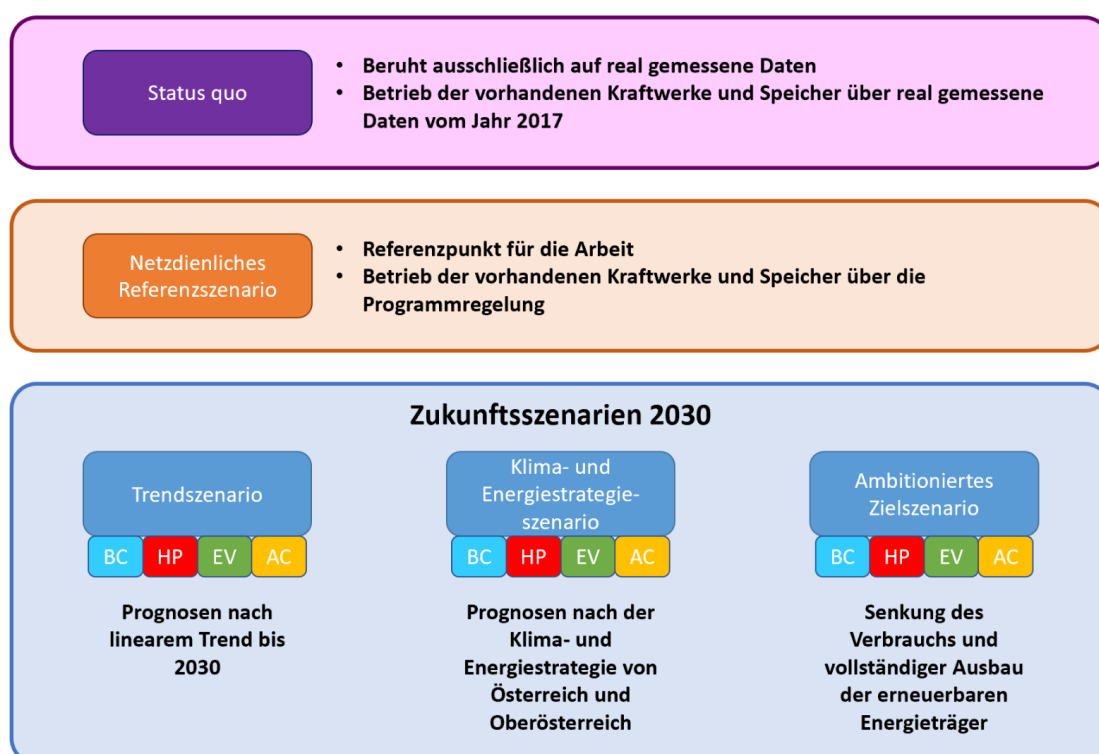 Status quo
• Beruht ausschließlich auf real gemessene Daten
• Betrieb der vorhandenen Kraftwerke und Speicher über real gemessene
Daten vom Jahr 2017
Netzdienliches
Referenzszenario
• Referenzpunkt für die Arbeit
• Betrieb der vorhandenen Kraftwerke und Speicher über die
Programmregelung
Zukunftsszenarien 2030
Trendszenario
BC HP EV AC
Prognosen nach
linearem Trend bis
2030
Klima- und
Energiestrategie-
szenario
BC HP EV AC
Prognosen nach der
Klima- und
Energiestrategie von
Österreich und
Oberösterreich
Ambitioniertes
Zielszenario
BC HP EV AC
Senkung des
Verbrauchs und
vollständiger Ausbau
der erneuerbaren
Energieträger